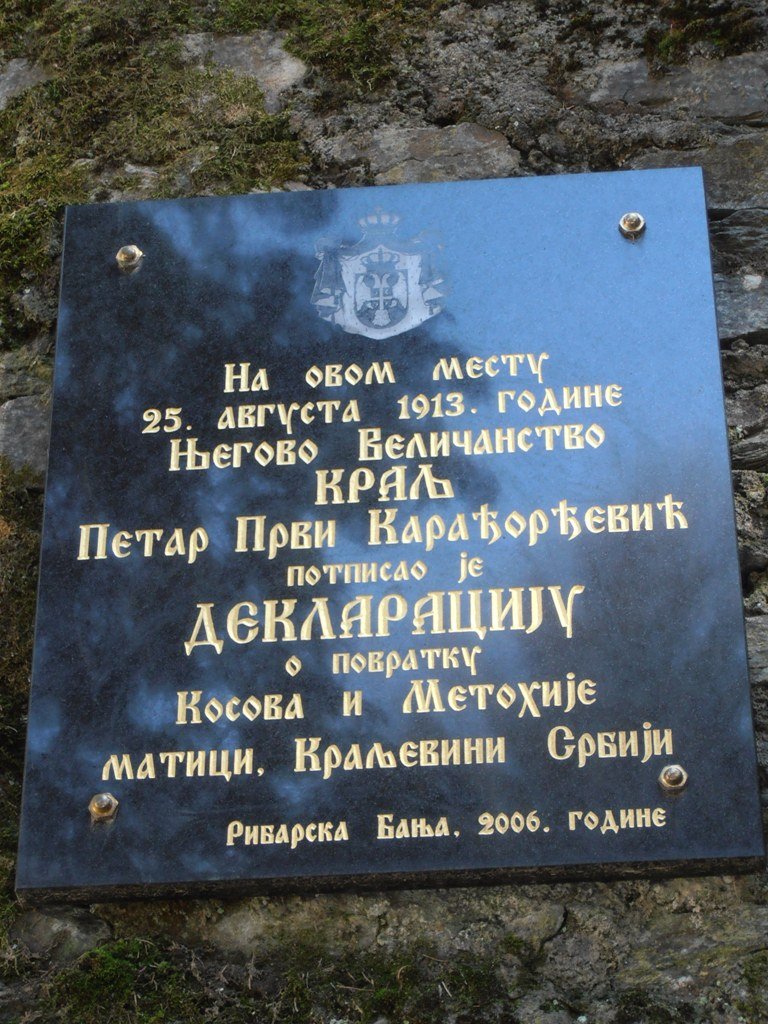 На овом месту
25. августа 1913. године
Његово Величанство
КРАЉ
Петар Први Карађорђевић
потписао је
ДЕКЛАРАЦИЈУ
о повратку
Косова и Метохије
матици, Краљевини Србији
Рибарска Бања, 2006. године